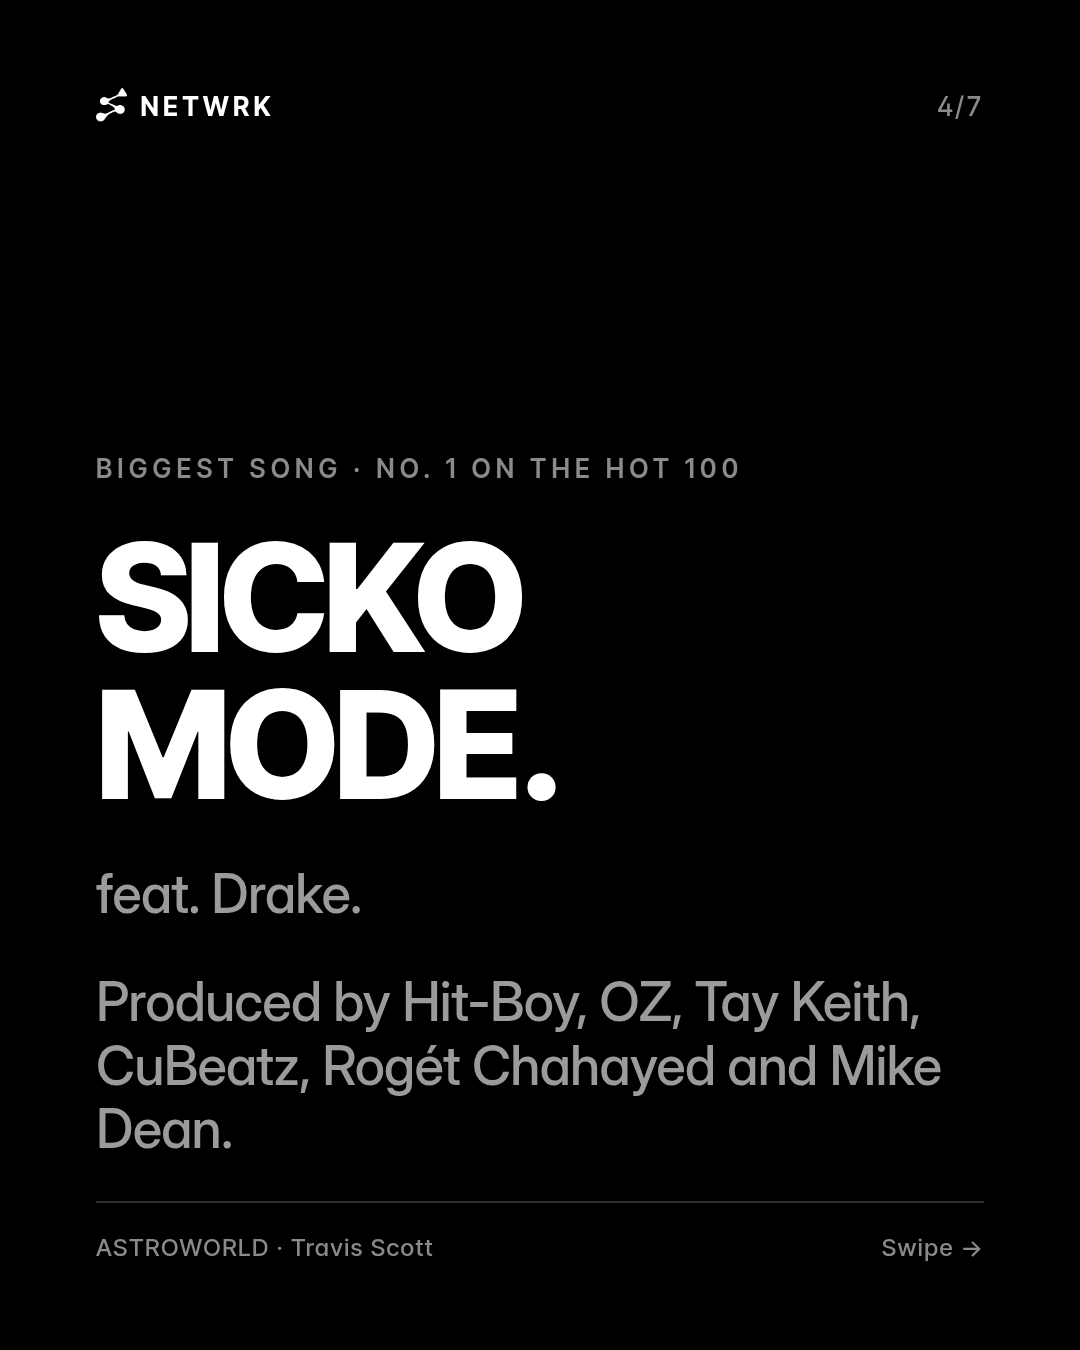 NETWRK
4/7
BIGGEST SONG · NO. 1 ON THE HOT 100
SICKO
MODE.
feat. Drake.
Produced by Hit-Boy, OZ, Tay Keith,
CuBeatz, Rogét Chahayed and Mike
Dean.
ASTROWORLD · Travis Scott
Swipe →